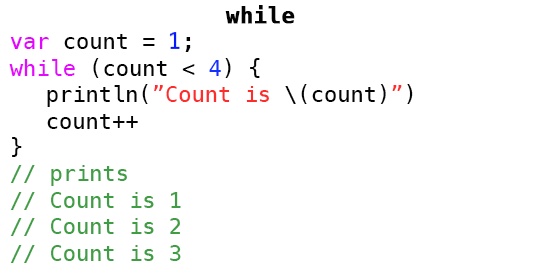 while
var count = 1;
while (count < 4) {
println(”Count is \(count)”)
count++
}
// prints
// Count is 1
// Count is 2
// Count is 3